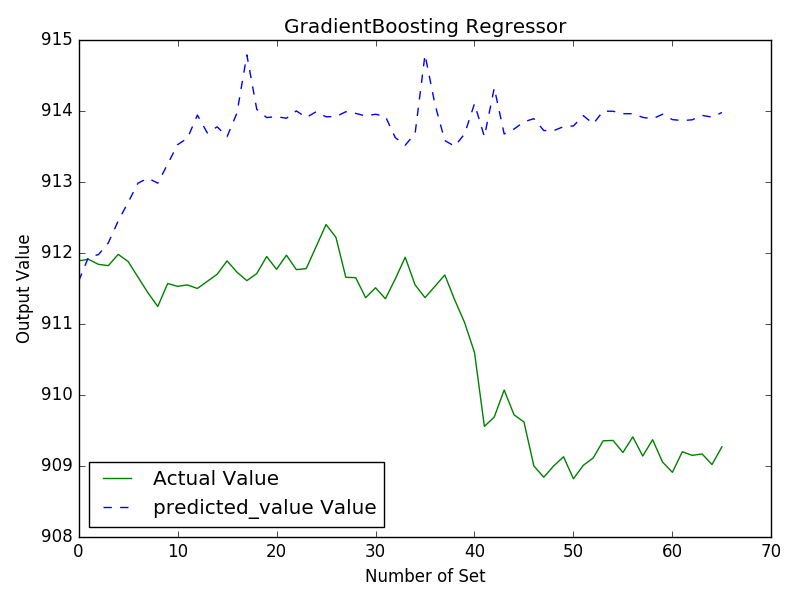 GradientBoosting Regressor
915
914
913
912
911
910
909
908
Output Value
Actual Value
predicted_value Value
0 10 20 30 40 50 60 70
Number of Set